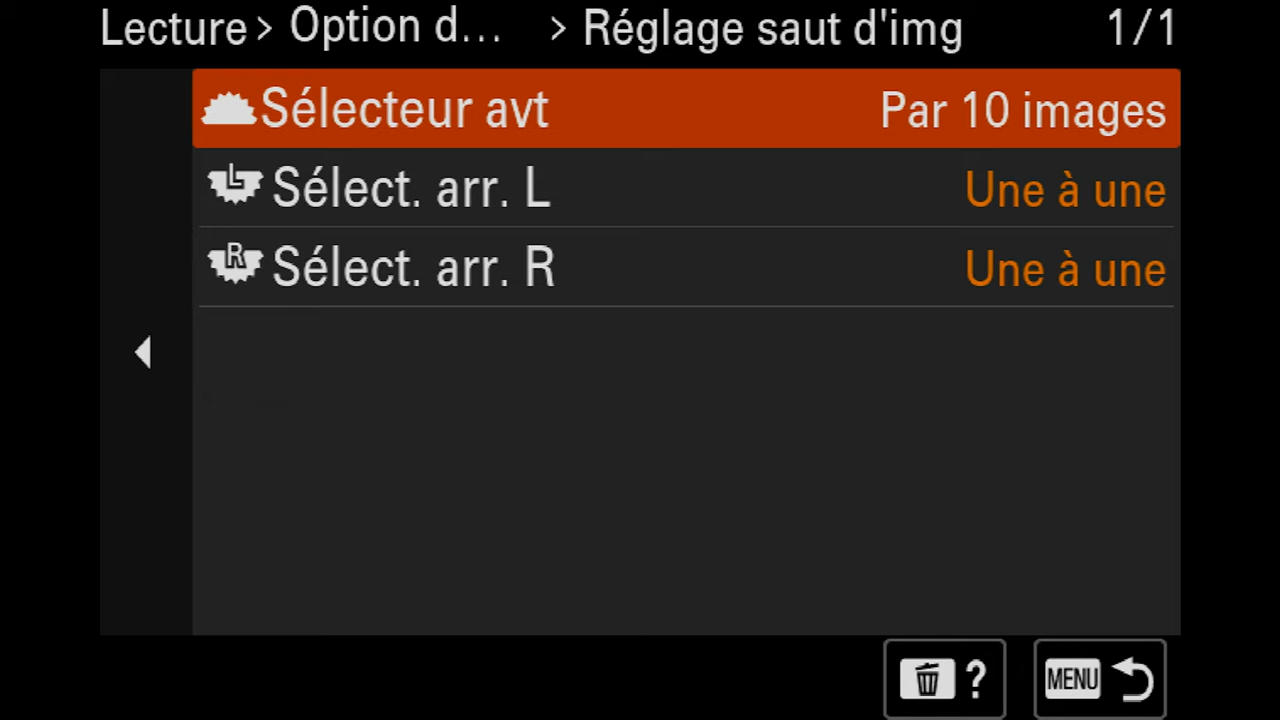 Lecture > Option d... > Réglage saut d'img 1/1
Sélecteur avt Par 10 images
L Sélect. arr. L Une à une
R Sélect. arr. R Une à une
? MENU